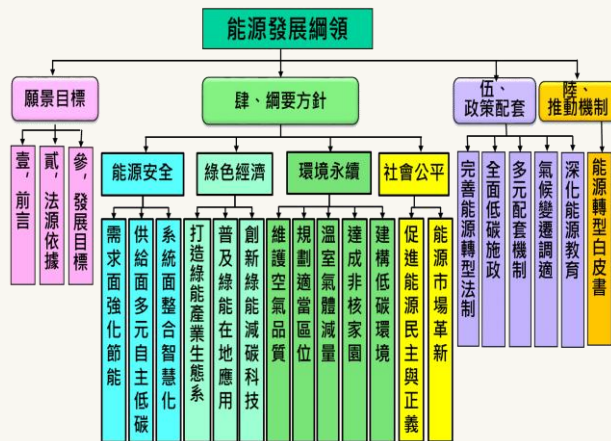 能源發展綱領
願景目標
肆、綱要方針
伍、
政策配套
陸、
推動機制
壹，前言
貳，法源依據
參，發展目標
能源安全
綠色經濟
環境永續
社會公平
需求面強化節能
供給面多元自主低碳
系統面整合智慧化
打造綠能產業生態系
普及綠能在地應用
創新綠能減碳科技
維護空氣品質
規劃適當區位
溫室氣體減量
達成非核家園
建構低碳環境
促進能源民主與正義
能源市場革新
完善能源轉型法制
全面低碳施政
多元配套機制
氣候變遷調適
深化能源教育
能源轉型白皮書